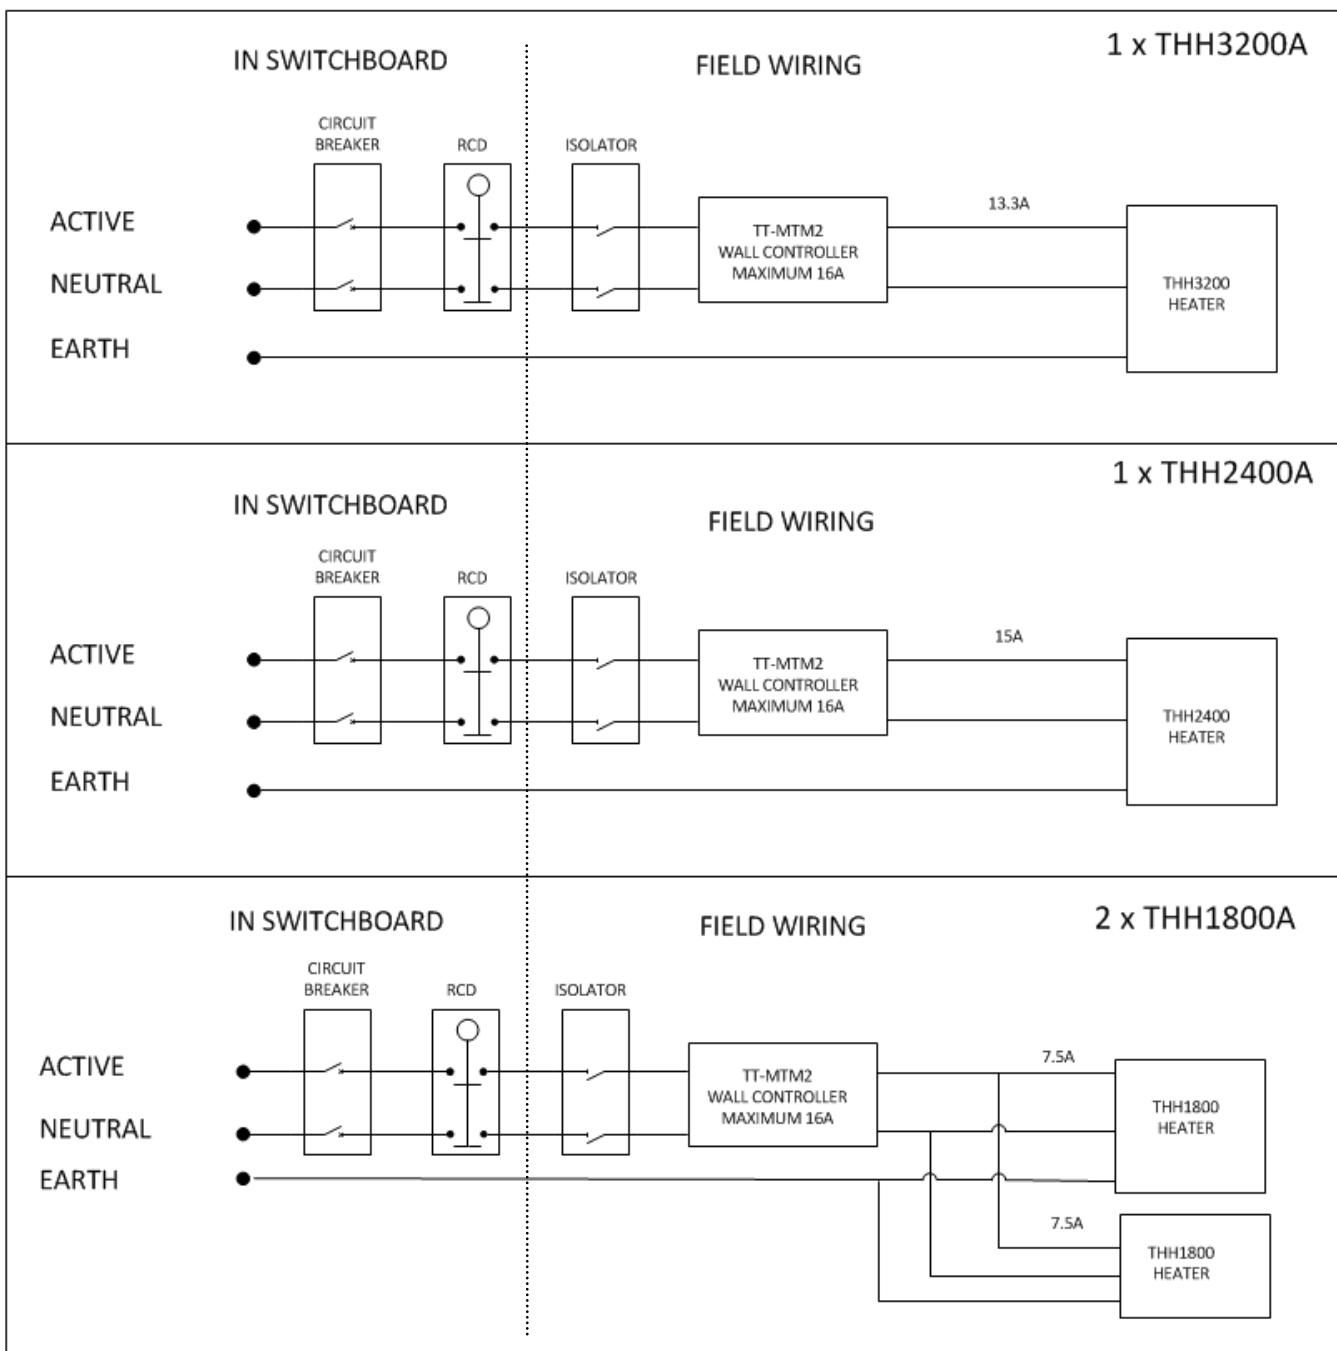 1 x THH3200A
IN SWITCHBOARD
FIELD WIRING
CIRCUIT
BREAKER
RCD
ISOLATOR
ACTIVE
NEUTRAL
EARTH
TT-MTM2
WALL CONTROLLER
MAXIMUM 16A
13.3A
THH3200
HEATER
1 x THH2400A
IN SWITCHBOARD
FIELD WIRING
CIRCUIT
BREAKER
RCD
ISOLATOR
ACTIVE
NEUTRAL
EARTH
TT-MTM2
WALL CONTROLLER
MAXIMUM 16A
15A
THH2400
HEATER
2 x THH1800A
IN SWITCHBOARD
FIELD WIRING
CIRCUIT
BREAKER
RCD
ISOLATOR
ACTIVE
NEUTRAL
EARTH
TT-MTM2
WALL CONTROLLER
MAXIMUM 16A
7.5A
THH1800
HEATER
7.5A
THH1800
HEATER